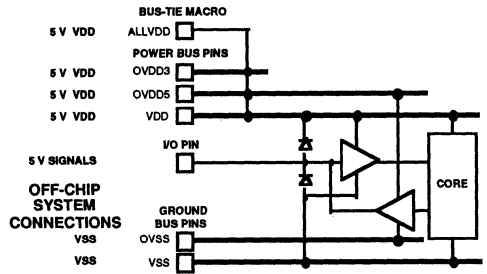 BUS-TIE MACRO
5 V VDD ALLVDD
POWER BUS PINS
5 V VDD OVDD3
5 V VDD OVDD5
5 V VDD VDD
I/O PIN
5 V SIGNALS
CORE
OFF-CHIP
SYSTEM
CONNECTIONS
GROUND
BUS PINS
VSS OVSS
VSS VSS